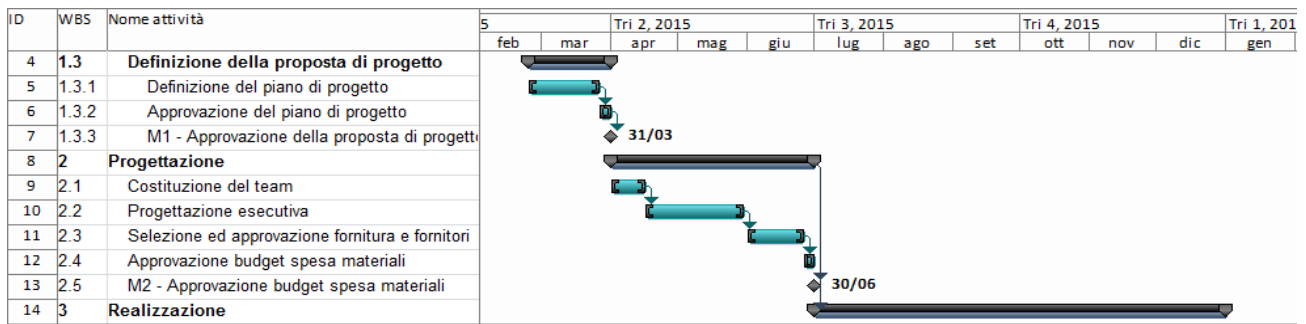 ID WBS Nome attività 5 Tri 2, 2015 Tri 3, 2015 Tri 4, 2015 Tri 1, 201
feb mar apr mag giu lug ago set ott nov dic gen
4 1.3 Definizione della proposta di progetto
5 1.3.1 Definizione del piano di progetto
6 1.3.2 Approvazione del piano di progetto
7 1.3.3 M1 - Approvazione della proposta di progett 31/03
8 2 Progettazione
9 2.1 Costituzione del team
10 2.2 Progettazione esecutiva
11 2.3 Selezione ed approvazione fornitura e fornitori
12 2.4 Approvazione budget spesa materiali
13 2.5 M2 - Approvazione budget spesa materiali 30/06
14 3 Realizzazione